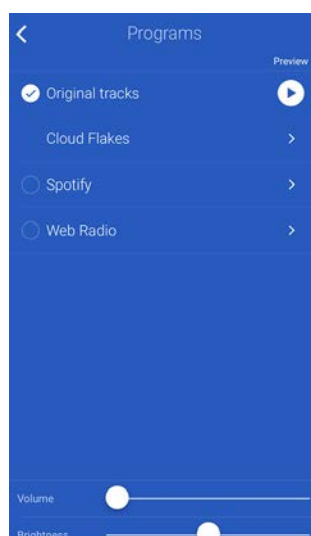 Programs
Preview
Original tracks
Cloud Flakes
Spotify
Web Radio
Volume
Brightness